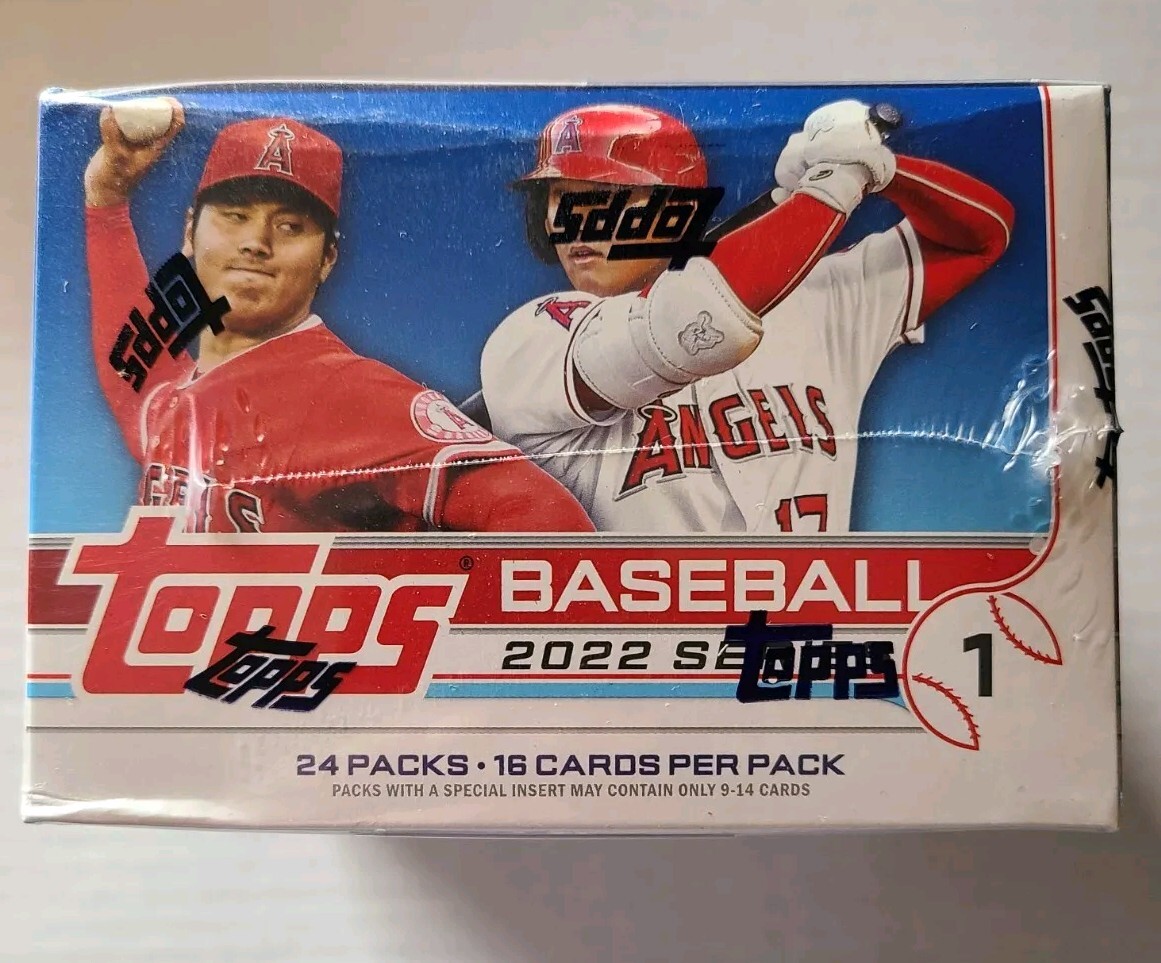 A
A
Topps
Topps
A
A
ANGELS
17
Topps
topps®
BASEBALL
2022 SE
Topps
Topps
1
24 PACKS • 16 CARDS PER PACK
PACKS WITH A SPECIAL INSERT MAY CONTAIN ONLY 9-14 CARDS